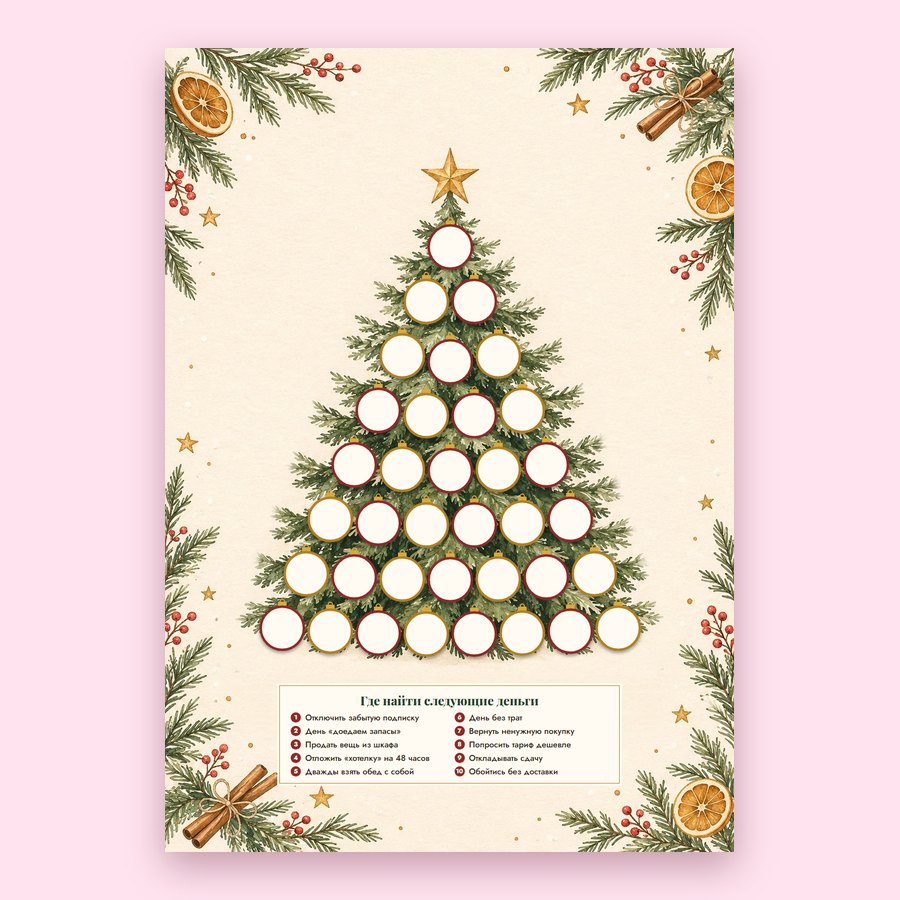 Где найти следующие деньги
1 Отключить забытую подписку
2 День «доедаем запасы»
3 Продать вещь из шкафа
4 Отложить «хотелку» на 48 часов
5 Дважды взять обед с собой
6 День без трат
7 Вернуть ненужную покупку
8 Попросить тариф дешевле
9 Откладывать сдачу
10 Обойтись без доставки